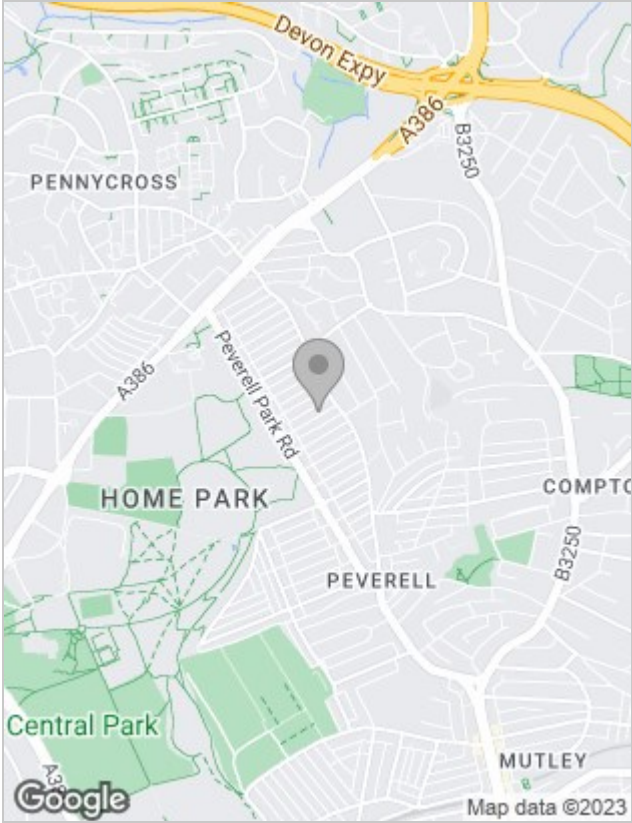 Devon Expy
A386
B3250
PENNYCROSS
A386
Peverell Park Rd
HOME PARK
COMPTO
B3250
PEVERELL
Central Park
MUTLEY
A38
Google
Map data ©2023